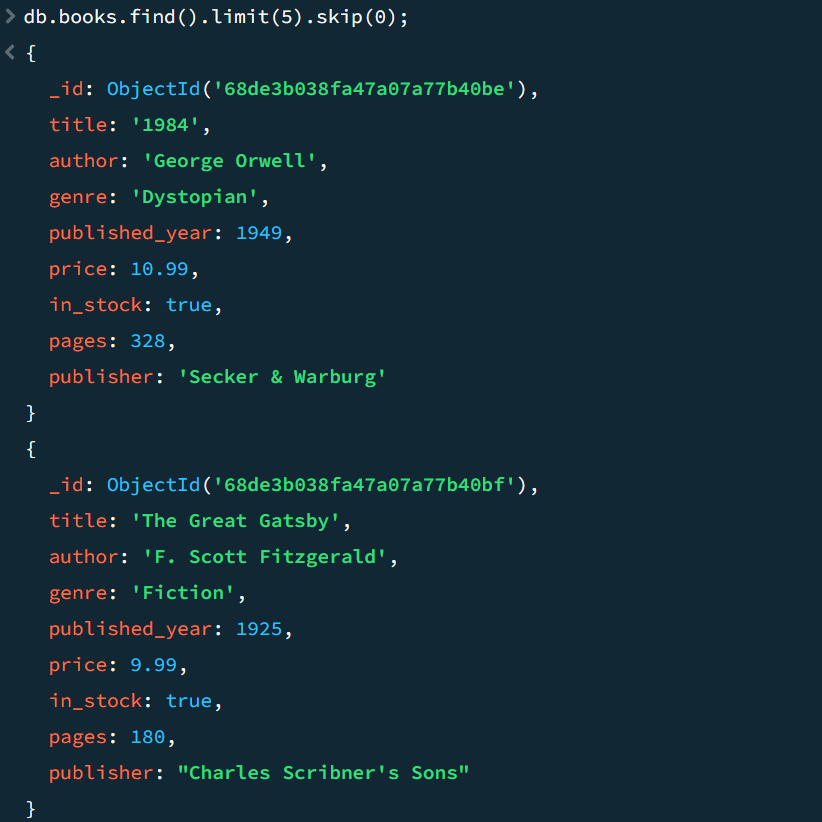 > db.books.find().limit(5).skip(0);
< {
_id: ObjectId('68de3b038fa47a07a77b40be'),
title: '1984',
author: 'George Orwell',
genre: 'Dystopian',
published_year: 1949,
price: 10.99,
in_stock: true,
pages: 328,
publisher: 'Secker & Warburg'
}
{
_id: ObjectId('68de3b038fa47a07a77b40bf'),
title: 'The Great Gatsby',
author: 'F. Scott Fitzgerald',
genre: 'Fiction',
published_year: 1925,
price: 9.99,
in_stock: true,
pages: 180,
publisher: "Charles Scribner's Sons"
}